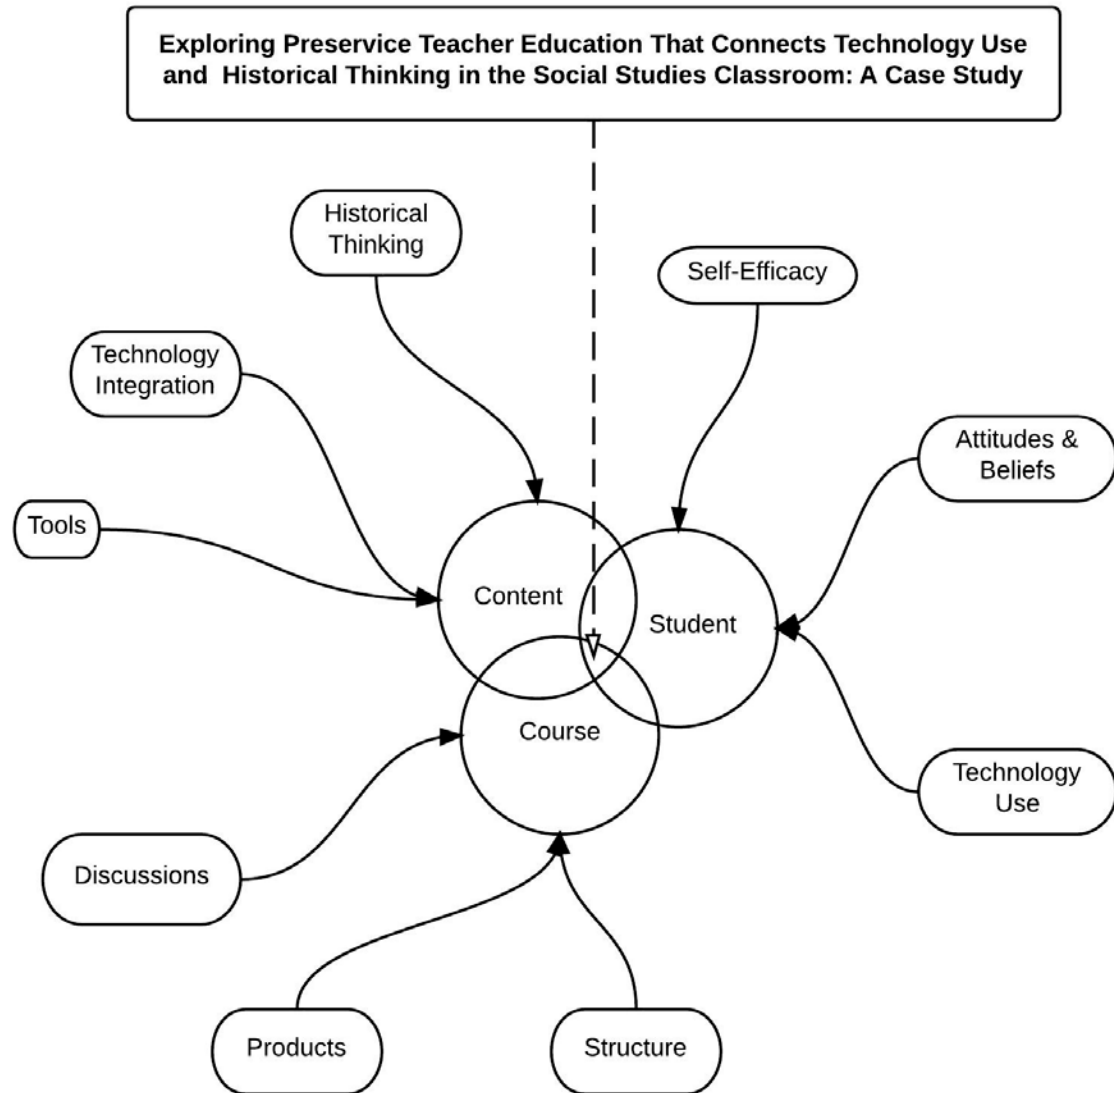 Exploring Preservice Teacher Education That Connects Technology Use
and Historical Thinking in the Social Studies Classroom: A Case Study
Historical
Thinking
Self-Efficacy
Technology
Integration
Attitudes &
Beliefs
Tools
Content
Student
Course
Technology
Use
Discussions
Products
Structure